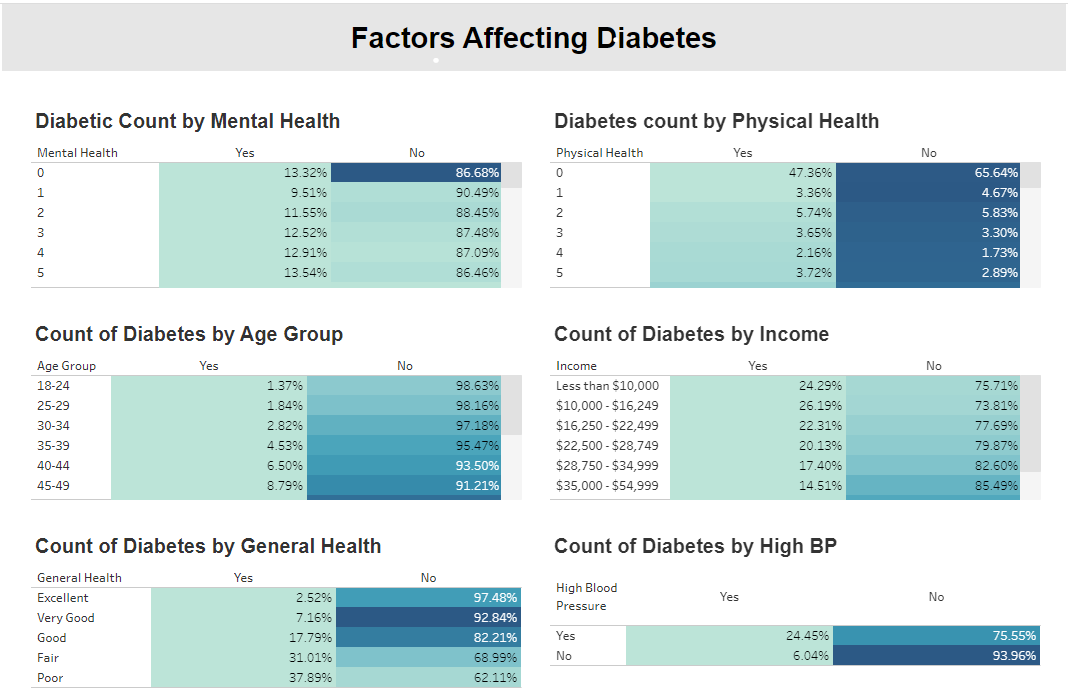 Factors Affecting Diabetes
Diabetic Count by Mental Health
Mental Health Yes No
0 13.32% 86.68%
1 9.51% 90.49%
2 11.55% 88.45%
3 12.52% 87.48%
4 12.91% 87.09%
5 13.54% 86.46%
Diabetes count by Physical Health
Physical Health Yes No
0 47.36% 65.64%
1 3.36% 4.67%
2 5.74% 5.83%
3 3.65% 3.30%
4 2.16% 1.73%
5 3.72% 2.89%
Count of Diabetes by Age Group
Age Group Yes No
18-24 1.37% 98.63%
25-29 1.84% 98.16%
30-34 2.82% 97.18%
35-39 4.53% 95.47%
40-44 6.50% 93.50%
45-49 8.79% 91.21%
Count of Diabetes by Income
Income Yes No
Less than $10,000 24.29% 75.71%
$10,000 - $16,249 26.19% 73.81%
$16,250 - $22,499 22.31% 77.69%
$22,500 - $28,749 20.13% 79.87%
$28,750 - $34,999 17.40% 82.60%
$35,000 - $54,999 14.51% 85.49%
Count of Diabetes by General Health
General Health Yes No
Excellent 2.52% 97.48%
Very Good 7.16% 92.84%
Good 17.79% 82.21%
Fair 31.01% 68.99%
Poor 37.89% 62.11%
Count of Diabetes by High BP
High Blood
Pressure Yes No
Yes 24.45% 75.55%
No 6.04% 93.96%